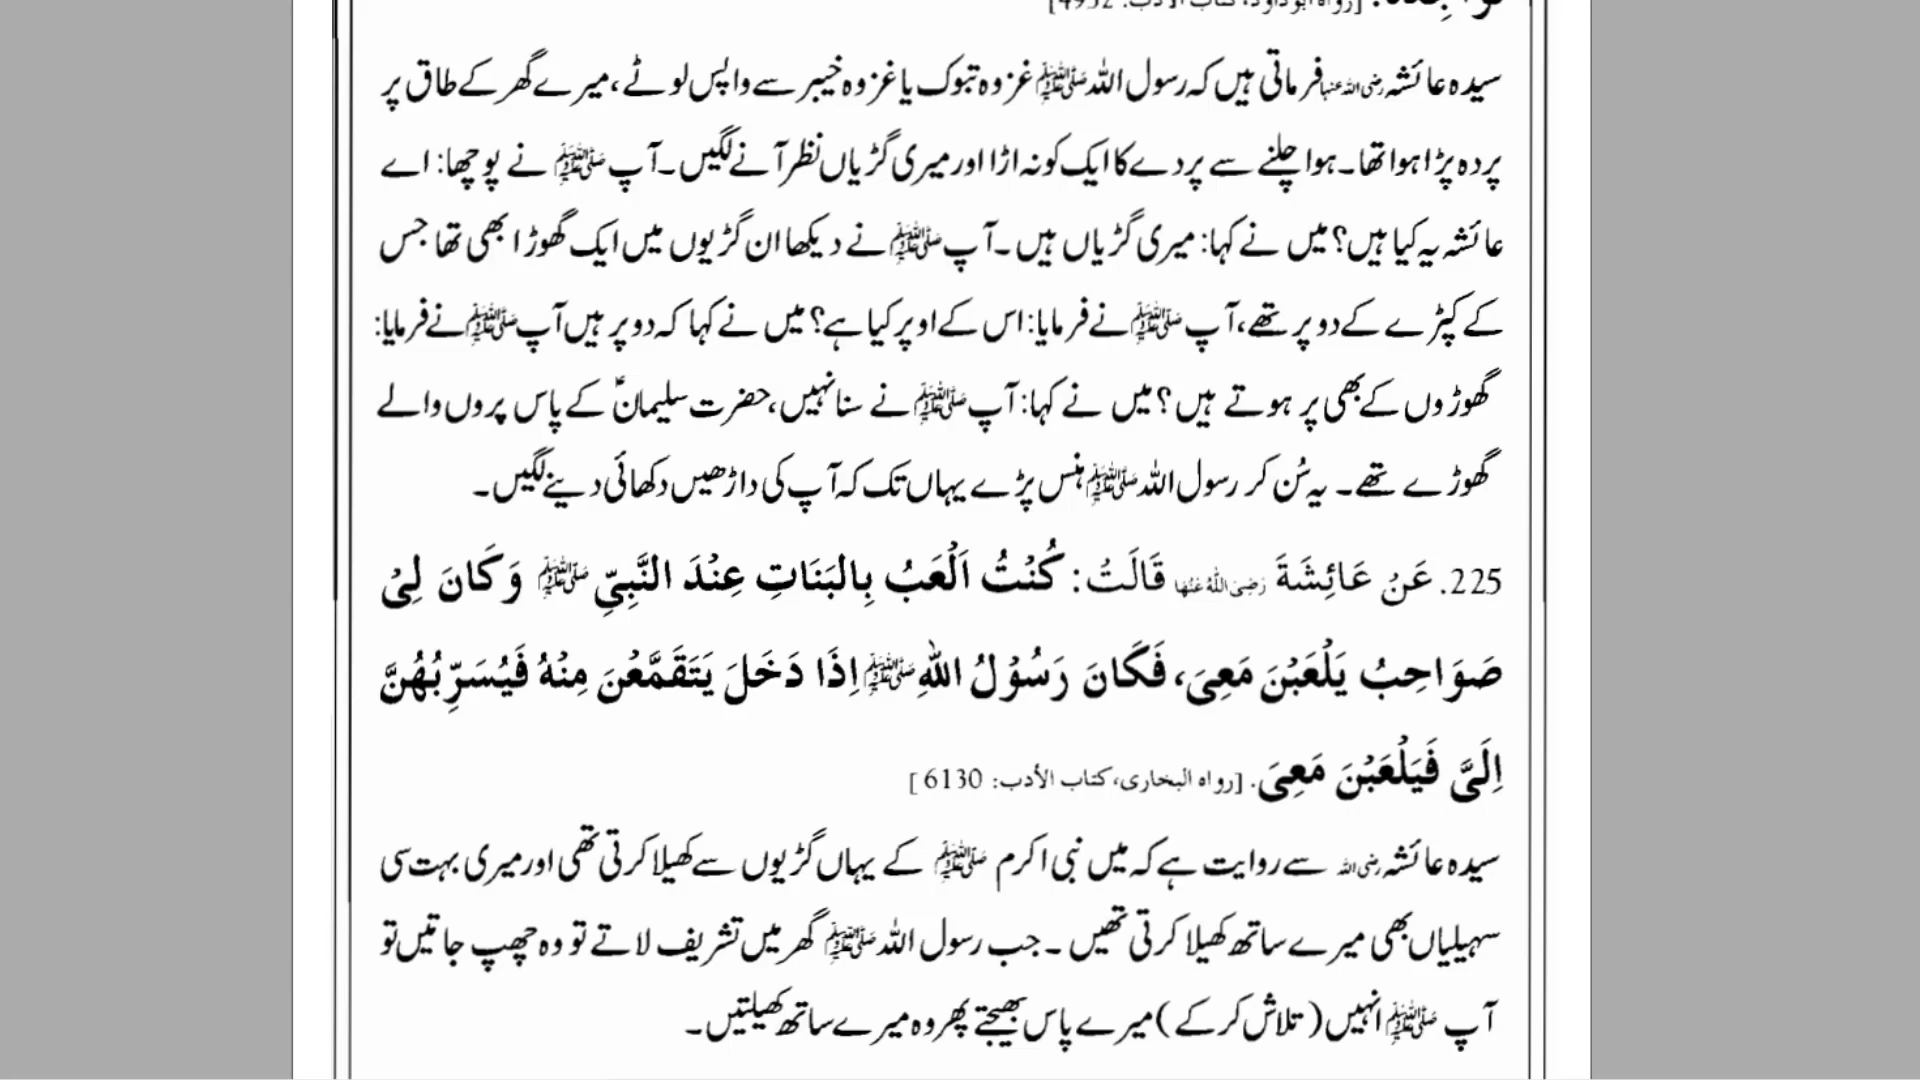 نواجذہ. [رواہ ابوداود، کتاب الأدب: 4932]
سیدہ عائشہ رضی اللہ عنہا فرماتی ہیں کہ رسول اللہ ﷺ غزوہ تبوک یا غزوہ خیبر سے واپس لوٹے، میرے گھر کے طاق پر
پردہ پڑا ہوا تھا۔ ہوا چلنے سے پردے کا ایک کونہ اڑا اور میری گڑیاں نظر آنے لگیں۔ آپ ﷺ نے پوچھا: اے
عائشہ یہ کیا ہیں؟ میں نے کہا: میری گڑیاں ہیں۔ آپ ﷺ نے دیکھا ان گڑیوں میں ایک گھوڑا بھی تھا جس
کے کپڑے کے دو پر تھے، آپ ﷺ نے فرمایا: اس کے اوپر کیا ہے؟ میں نے کہا کہ دو پر ہیں آپ ﷺ نے فرمایا:
گھوڑوں کے بھی پر ہوتے ہیں؟ میں نے کہا: آپ ﷺ نے سنا نہیں، حضرت سلیمانؑ کے پاس پروں والے
گھوڑے تھے۔ یہ سُن کر رسول اللہ ﷺ ہنس پڑے یہاں تک کہ آپ کی داڑھیں دکھائی دینے لگیں۔
225. عَنْ عَائِشَةَ رَضِیَ اللّٰهُ عَنْهَا قَالَتْ: كُنْتُ اَلْعَبُ بِالبَنَاتِ عِنْدَ النَّبِيِّ ﷺ وَكَانَ لِیْ
صَوَاحِبُ یَلْعَبْنَ مَعِیَ، فَكَانَ رَسُوْلُ اللّٰهِ ﷺ اِذَا دَخَلَ یَتَقَمَّعْنَ مِنْهُ فَیُسَرِّبُهُنَّ
اِلَیَّ فَیَلْعَبْنَ مَعِیَ. [رواہ البخاری، کتاب الأدب: 6130]
سیدہ عائشہ رضی اللہ سے روایت ہے کہ میں نبی اکرم ﷺ کے یہاں گڑیوں سے کھیلا کرتی تھی اور میری بہت سی
سہیلیاں بھی میرے ساتھ کھیلا کرتی تھیں۔ جب رسول اللہ ﷺ گھر میں تشریف لاتے تو وہ چھپ جاتیں تو
آپ ﷺ انہیں (تلاش کر کے) میرے پاس بھیجتے پھر وہ میرے ساتھ کھیلتیں۔